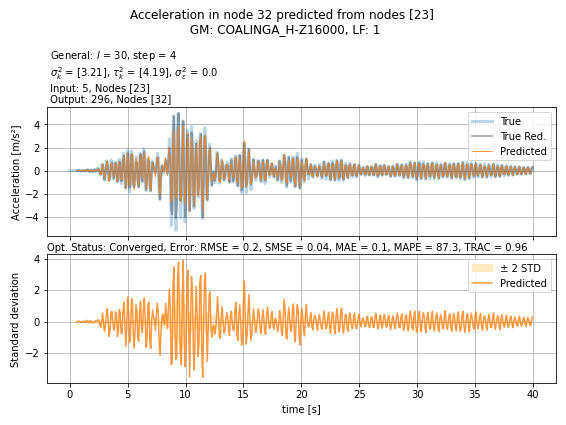 Acceleration in node 32 predicted from nodes [23]
GM: COALINGA_H-Z16000, LF: 1
General: l = 30, step = 4
σ²ₖ = [3.21], τ²ₖ = [4.19], σ²ε = 0.0
Input: 5, Nodes [23]
Output: 296, Nodes [32]
Acceleration [m/s²]
4
2
0
−2
−4
True
True Red.
Predicted
Opt. Status: Converged, Error: RMSE = 0.2, SMSE = 0.04, MAE = 0.1, MAPE = 87.3, TRAC = 0.96
Standard deviation
4
2
0
−2
± 2 STD
Predicted
0 5 10 15 20 25 30 35 40
time [s]